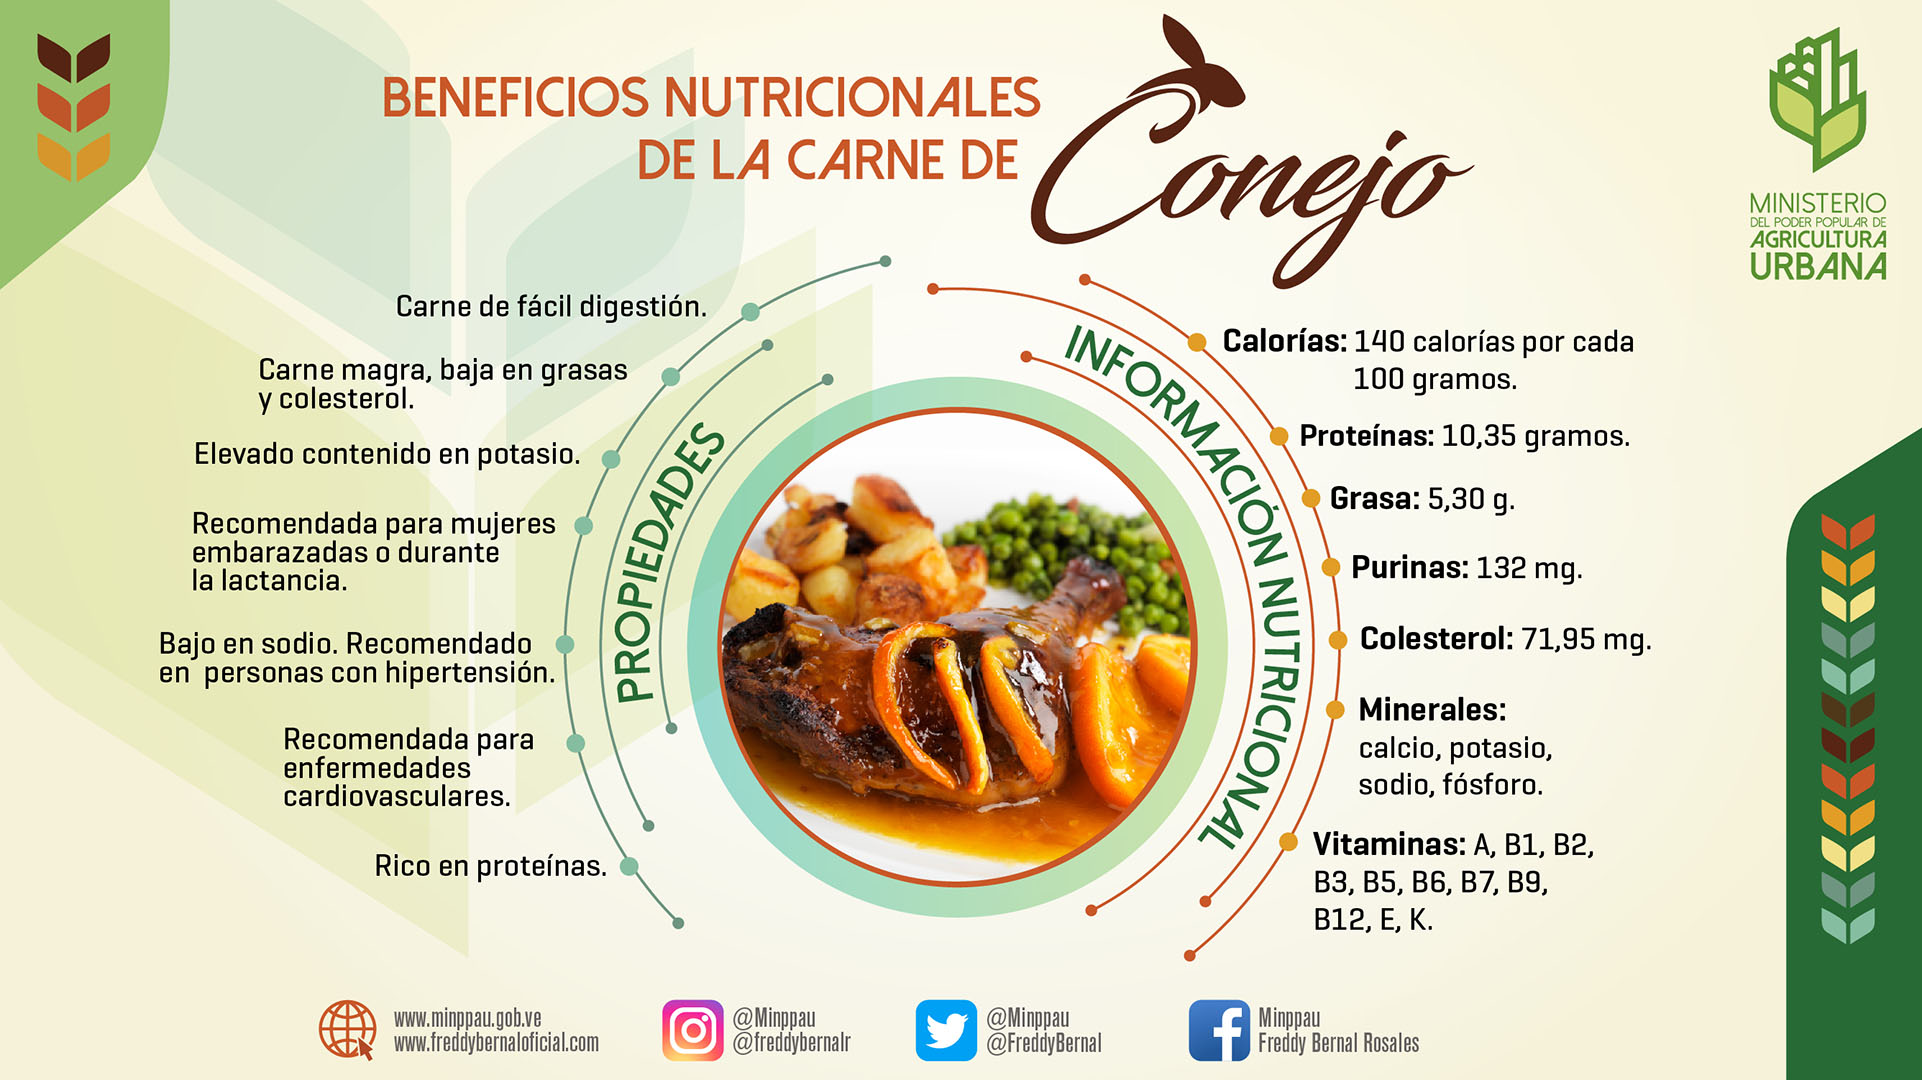 BENEFICIOS NUTRICIONALES
DE LA CARNE DE
Conejo
MINISTERIO
DEL PODER POPULAR DE
AGRICULTURA
URBANA
PROPIEDADES
Carne de fácil digestión.
Carne magra, baja en grasas
y colesterol.
Elevado contenido en potasio.
Recomendada para mujeres
embarazadas o durante
la lactancia.
Bajo en sodio. Recomendado
en personas con hipertensión.
Recomendada para
enfermedades
cardiovasculares.
Rico en proteínas.
INFORMACIÓN NUTRICIONAL
Calorías: 140 calorías por cada
100 gramos.
Proteínas: 10,35 gramos.
Grasa: 5,30 g.
Purinas: 132 mg.
Colesterol: 71,95 mg.
Minerales:
calcio, potasio,
sodio, fósforo.
Vitaminas: A, B1, B2,
B3, B5, B6, B7, B9,
B12, E, K.
www.minppau.gob.ve
www.freddybernaloficial.com
@Minppau
@freddybernalr
@Minppau
@FreddyBernal
Minppau
Freddy Bernal Rosales